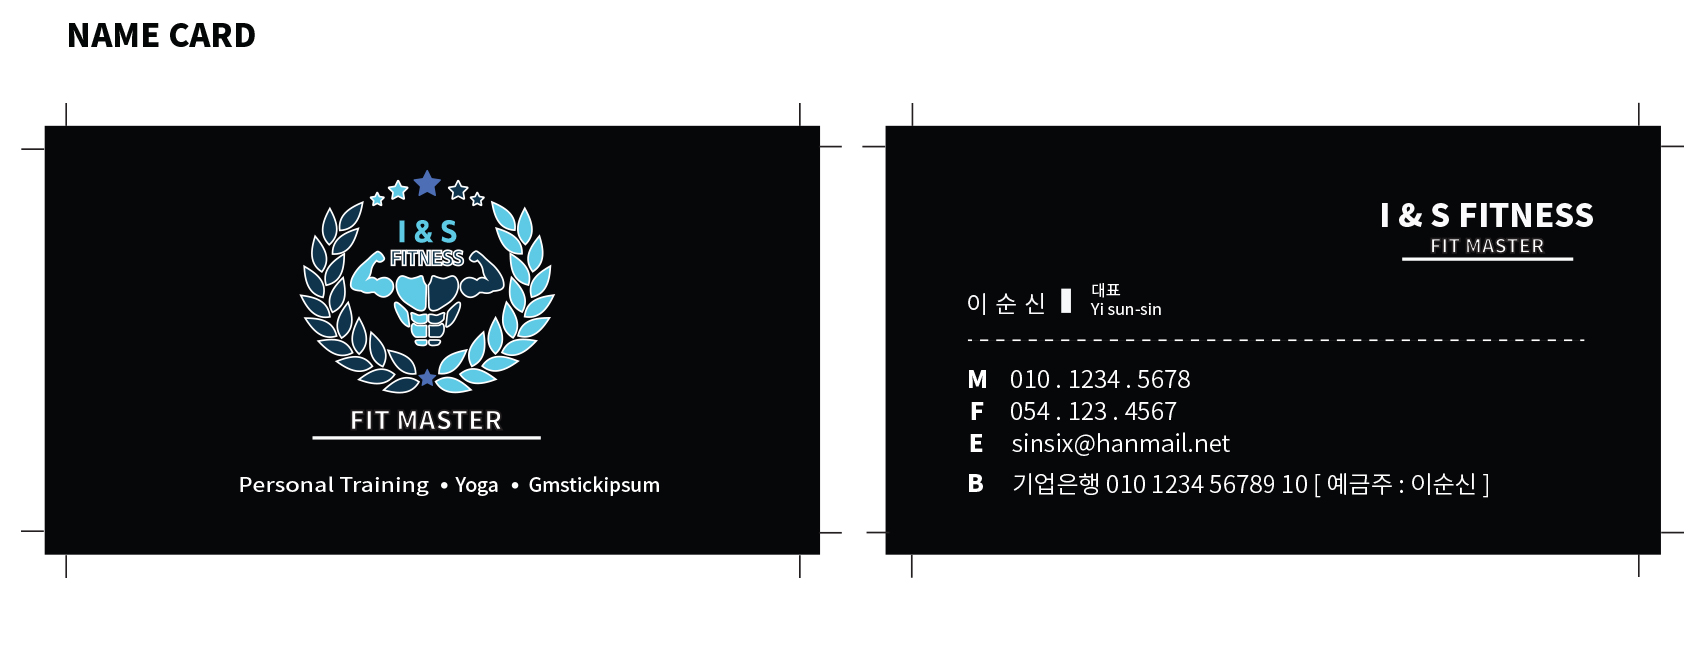 NAME CARD
I & S
FITNESS
FIT MASTER
Personal Training • Yoga • Gmstickipsum
I & S FITNESS
FIT MASTER
이 순 신
대표
Yi sun-sin
M 010 . 1234 . 5678
F 054 . 123 . 4567
E sinsix@hanmail.net
B 기업은행 010 1234 56789 10 [ 예금주 : 이순신 ]